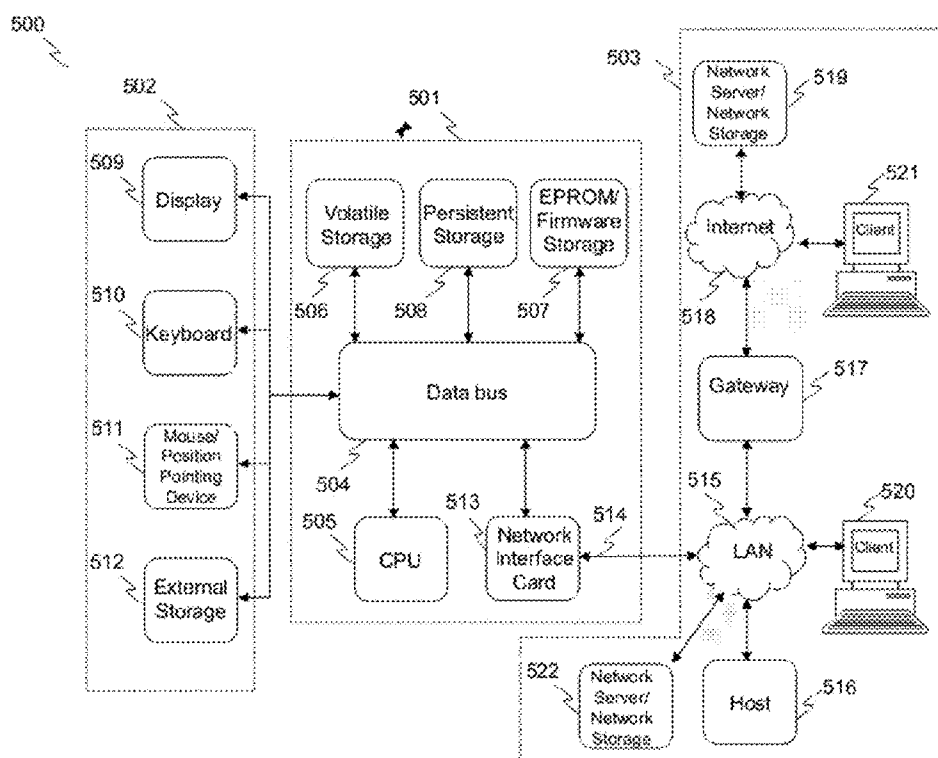 500
502
509
Display
510
Keyboard
511
Mouse/
Position
Pointing
Device
512
External
Storage
501
Volatile
Storage
Persistent
Storage
EPROM/
Firmware
Storage
506
508
507
Data bus
504
505
CPU
513
Network
Interface
Card
514
503
Network
Server/
Network
Storage
519
Internet
518
521
Client
Gateway
517
515
LAN
520
Client
522
Network
Server/
Network
Storage
Host
516